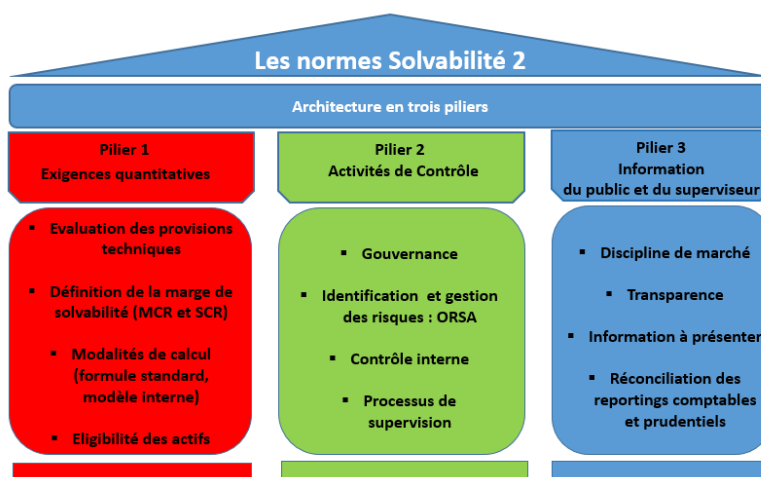 Les normes Solvabilité 2
Architecture en trois piliers
Pilier 1
Exigences quantitatives
▪ Evaluation des provisions
techniques
▪ Définition de la marge de
solvabilité (MCR et SCR)
▪ Modalités de calcul
(formule standard,
modèle interne)
▪ Eligibilité des actifs
Pilier 2
Activités de Contrôle
▪ Gouvernance
▪ Identification et gestion
des risques : ORSA
▪ Contrôle interne
▪ Processus de
supervision
Pilier 3
Information
du public et du superviseur
▪ Discipline de marché
▪ Transparence
▪ Information à présenter
▪ Réconciliation des
reportings comptables
et prudentiels